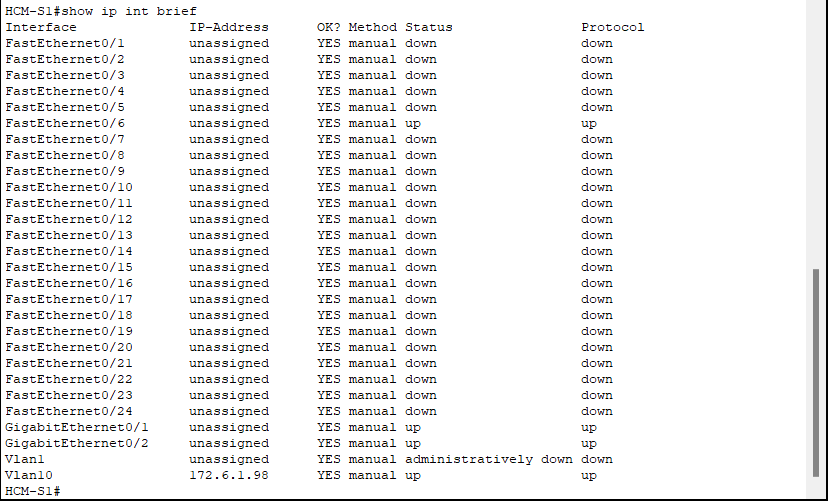 HCM-S1#show ip int brief
Interface              IP-Address      OK? Method Status                Protocol
FastEthernet0/1        unassigned      YES manual down                  down
FastEthernet0/2        unassigned      YES manual down                  down
FastEthernet0/3        unassigned      YES manual down                  down
FastEthernet0/4        unassigned      YES manual down                  down
FastEthernet0/5        unassigned      YES manual down                  down
FastEthernet0/6        unassigned      YES manual up                    up
FastEthernet0/7        unassigned      YES manual down                  down
FastEthernet0/8        unassigned      YES manual down                  down
FastEthernet0/9        unassigned      YES manual down                  down
FastEthernet0/10       unassigned      YES manual down                  down
FastEthernet0/11       unassigned      YES manual down                  down
FastEthernet0/12       unassigned      YES manual down                  down
FastEthernet0/13       unassigned      YES manual down                  down
FastEthernet0/14       unassigned      YES manual down                  down
FastEthernet0/15       unassigned      YES manual down                  down
FastEthernet0/16       unassigned      YES manual down                  down
FastEthernet0/17       unassigned      YES manual down                  down
FastEthernet0/18       unassigned      YES manual down                  down
FastEthernet0/19       unassigned      YES manual down                  down
FastEthernet0/20       unassigned      YES manual down                  down
FastEthernet0/21       unassigned      YES manual down                  down
FastEthernet0/22       unassigned      YES manual down                  down
FastEthernet0/23       unassigned      YES manual down                  down
FastEthernet0/24       unassigned      YES manual down                  down
GigabitEthernet0/1     unassigned      YES manual up                    up
GigabitEthernet0/2     unassigned      YES manual up                    up
Vlan1                  unassigned      YES manual administratively down down
Vlan10                 172.6.1.98      YES manual up                    up
HCM-S1#